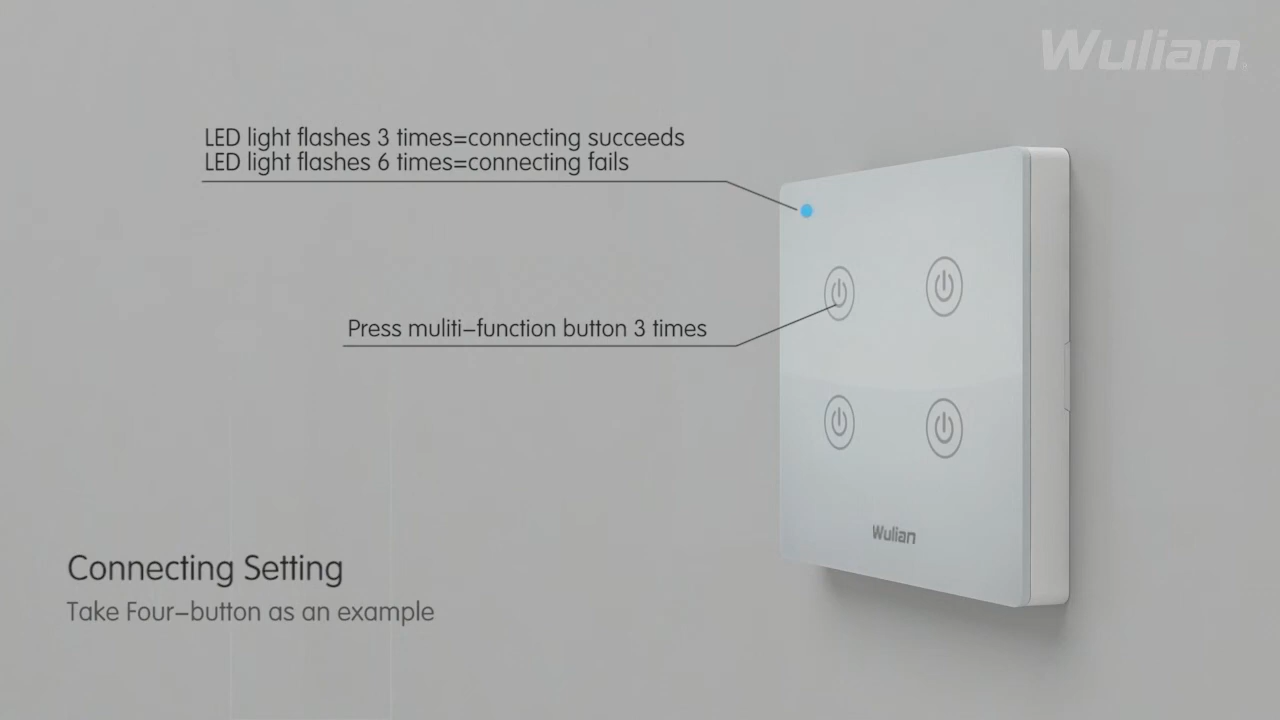 Wulian
LED light flashes 3 times=connecting succeeds
LED light flashes 6 times=connecting fails
Press muliti-function button 3 times
Wulian
Connecting Setting
Take Four-button as an example